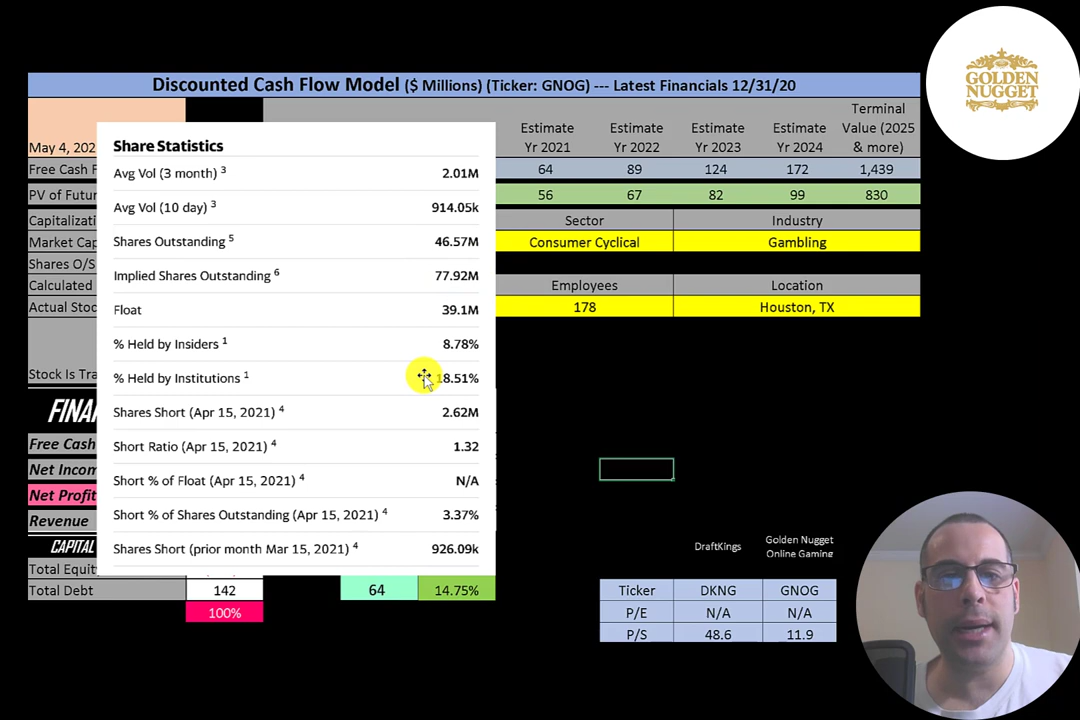 GOLDEN
NUGGET
Discounted Cash Flow Model ($ Millions) (Ticker: GNOG) --- Latest Financials 12/31/20
May 4, 202
Estimate Yr 2021
Estimate Yr 2022
Estimate Yr 2023
Estimate Yr 2024
Terminal Value (2025 & more)
Free Cash F 64 89 124 172 1,439
PV of Futur 56 67 82 99 830
Capitalizati Sector Industry
Market Cap Consumer Cyclical Gambling
Shares O/S
Calculated Employees Location
Actual Stoc 178 Houston, TX
Stock Is Tra
Share Statistics
Avg Vol (3 month) 3 2.01M
Avg Vol (10 day) 3 914.05k
Shares Outstanding 5 46.57M
Implied Shares Outstanding 6 77.92M
Float 39.1M
% Held by Insiders 1 8.78%
% Held by Institutions 1 18.51%
Shares Short (Apr 15, 2021) 4 2.62M
Short Ratio (Apr 15, 2021) 4 1.32
Short % of Float (Apr 15, 2021) 4 N/A
Short % of Shares Outstanding (Apr 15, 2021) 4 3.37%
Shares Short (prior month Mar 15, 2021) 4 926.09k
FINA
Free Cash
Net Incom
Net Profit
Revenue
CAPITAL
Total Equity
Total Debt 142 64 14.75%
100%
DraftKings
Golden Nugget
Online Gaming
Ticker DKNG GNOG
P/E N/A N/A
P/S 48.6 11.9